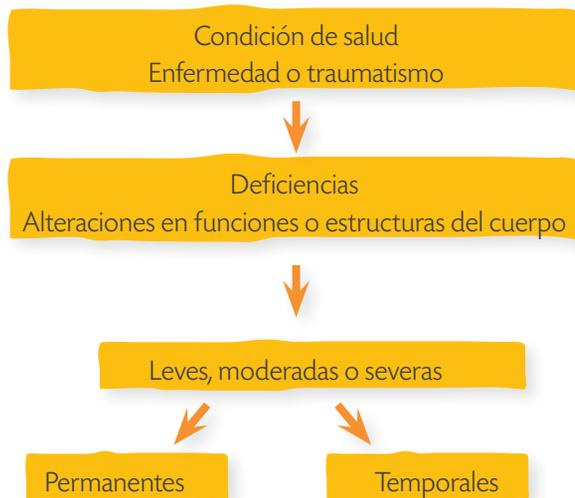 Condición de salud
Enfermedad o traumatismo
Deficiencias
Alteraciones en funciones o estructuras del cuerpo
Leves, moderadas o severas
Permanentes
Temporales